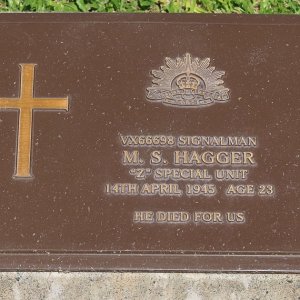 VX66698 SIGNALMAN
M. S. HAGGER
"Z" SPECIAL UNIT
14TH APRIL, 1945 AGE 23
HE DIED FOR US